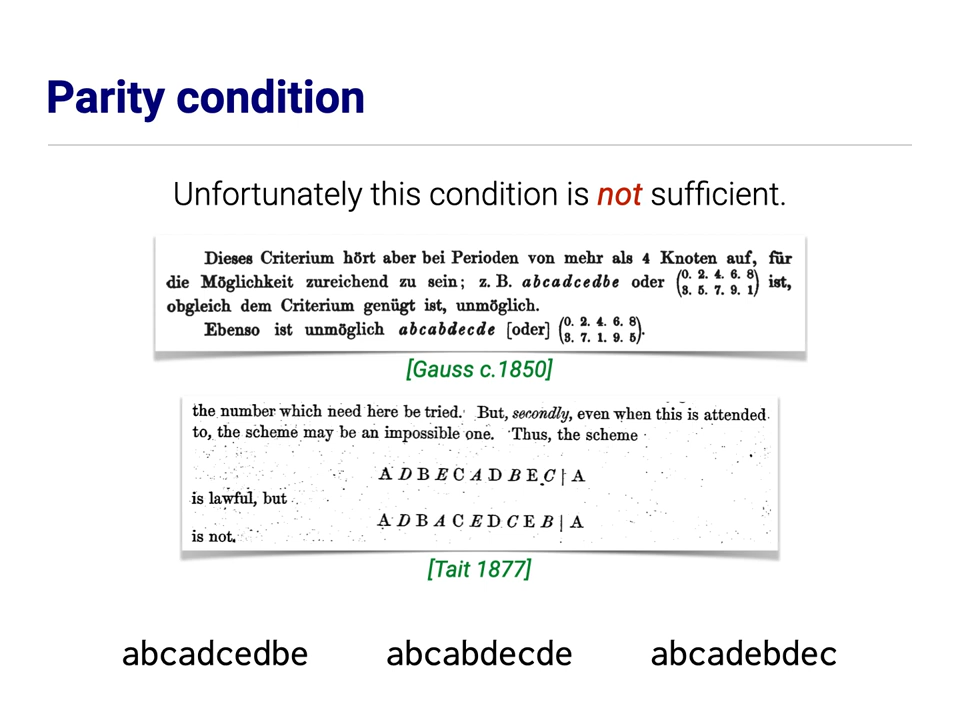 Parity condition
Unfortunately this condition is not sufficient.
Dieses Criterium hört aber bei Perioden von mehr als 4 Knoten auf, für
die Möglichkeit zureichend zu sein; z. B. abcadcedbe oder (0. 2. 4. 6. 8 / 3. 5. 7. 9. 1) ist,
obgleich dem Criterium genügt ist, unmöglich.
Ebenso ist unmöglich abcabdecde [oder] (0. 2. 4. 6. 8 / 3. 7. 1. 9. 5).
[Gauss c.1850]
the number which need here be tried. But, secondly, even when this is attended
to, the scheme may be an impossible one. Thus, the scheme
A D B E C A D B E C | A
is lawful, but
A D B A C E D C E B | A
is not.
[Tait 1877]
abcadcedbe abcabdecde abcadebdec